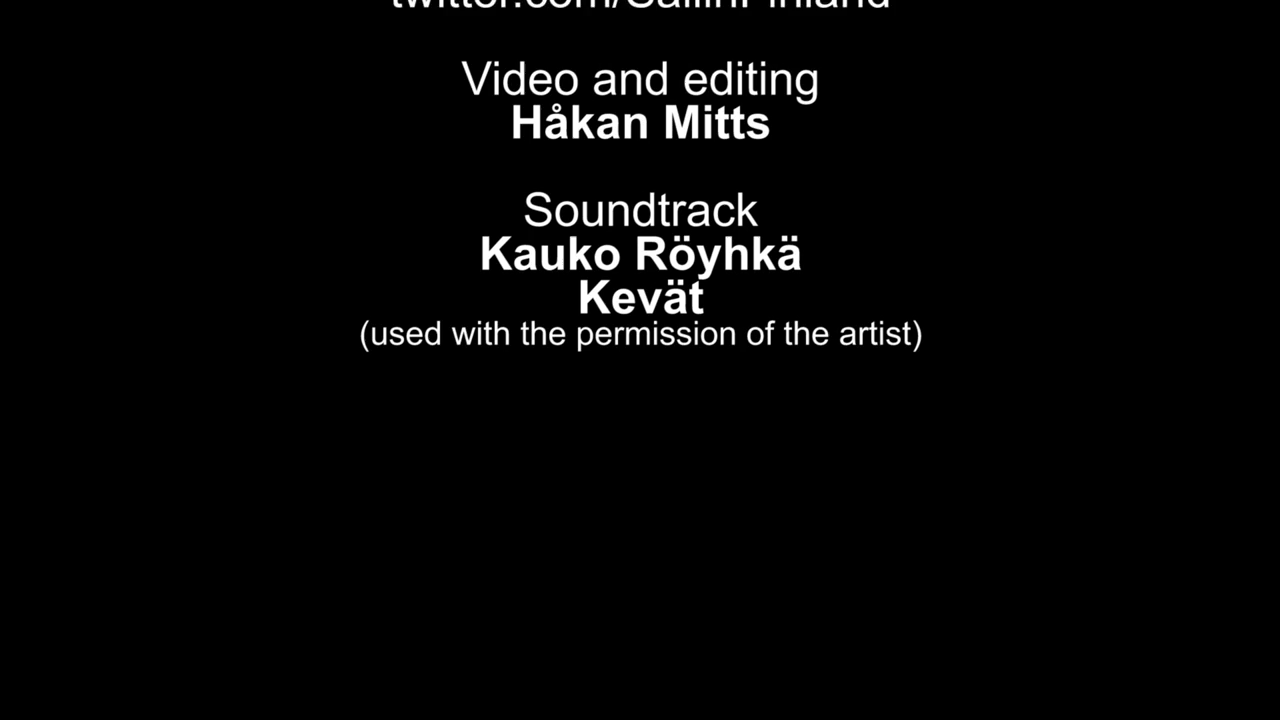 Video and editing
Håkan Mitts
Soundtrack
Kauko Röyhkä
Kevät
(used with the permission of the artist)